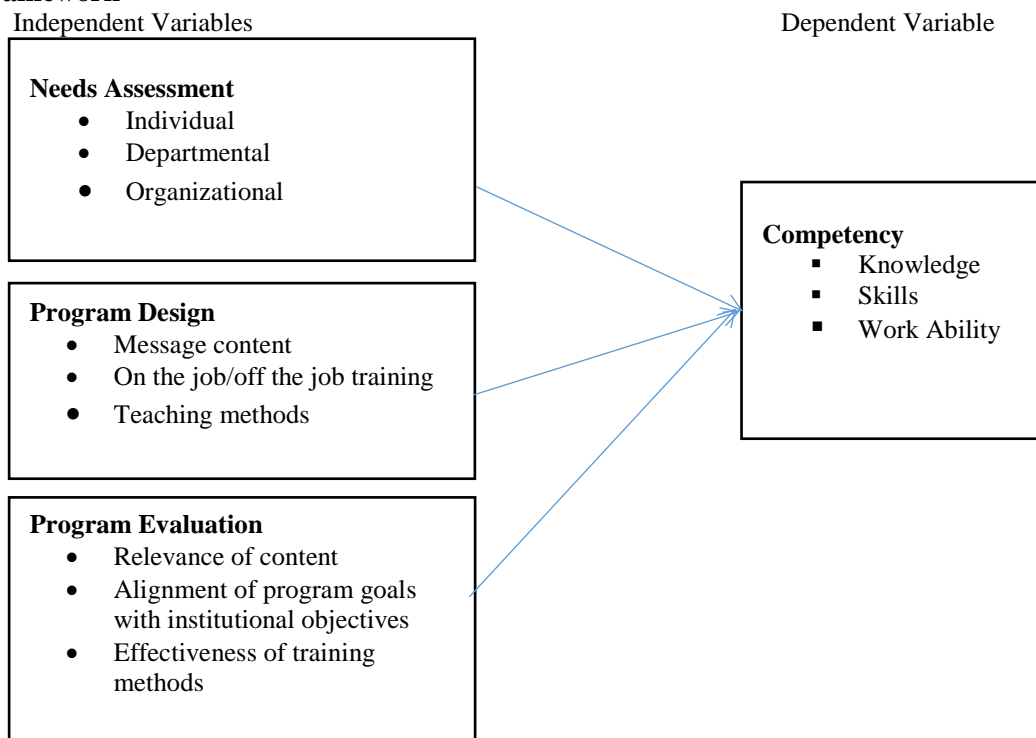 Independent Variables
Dependent Variable
Needs Assessment
• Individual
• Departmental
• Organizational
Program Design
• Message content
• On the job/off the job training
• Teaching methods
Program Evaluation
• Relevance of content
• Alignment of program goals
with institutional objectives
• Effectiveness of training
methods
Competency
▪ Knowledge
▪ Skills
▪ Work Ability